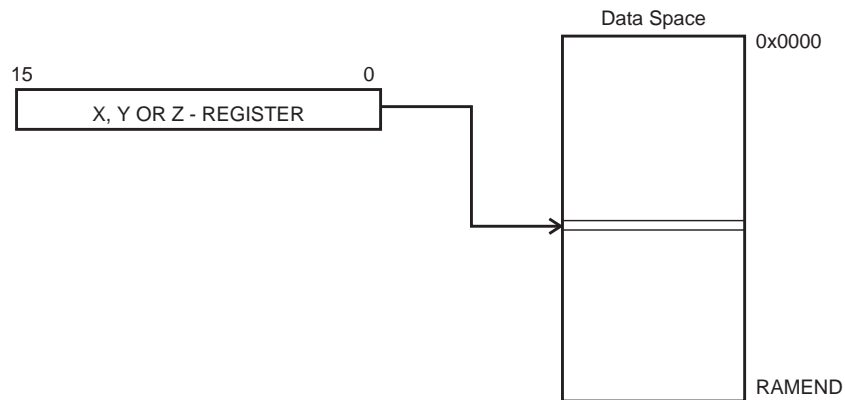 Data Space
0x0000
15 0
X, Y OR Z - REGISTER
RAMEND